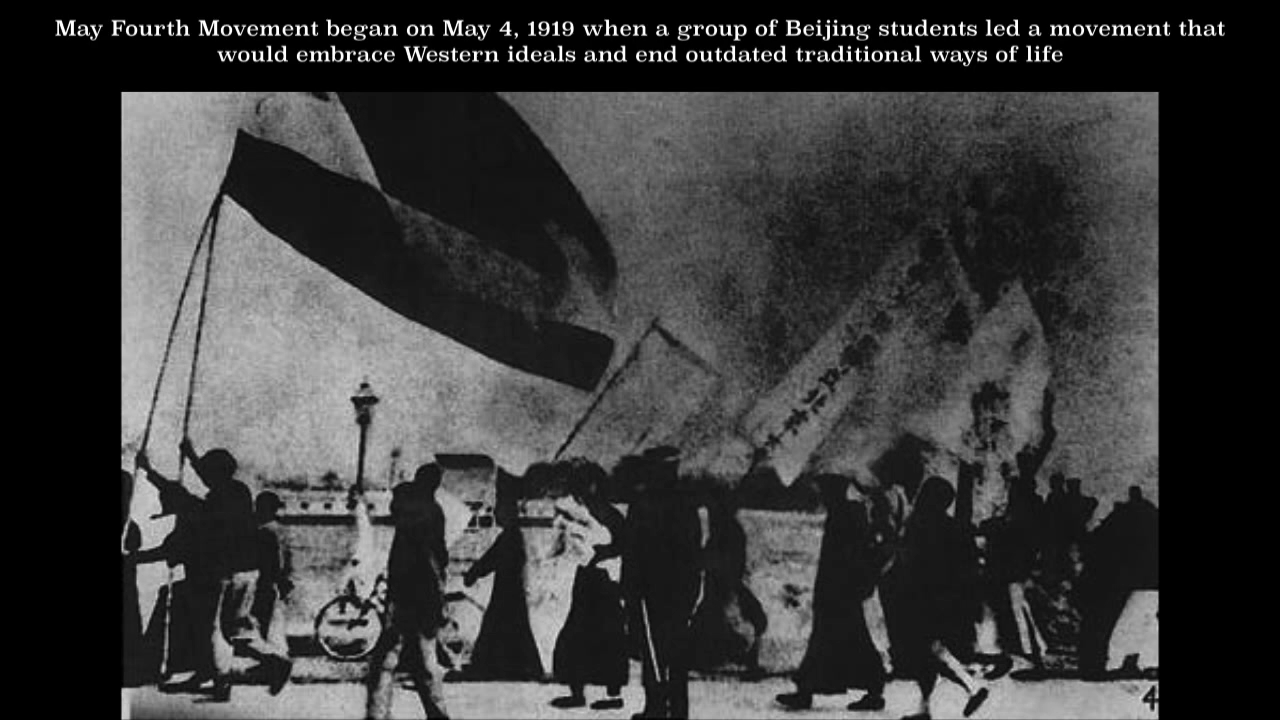 May Fourth Movement began on May 4, 1919 when a group of Beijing students led a movement that
would embrace Western ideals and end outdated traditional ways of life
4